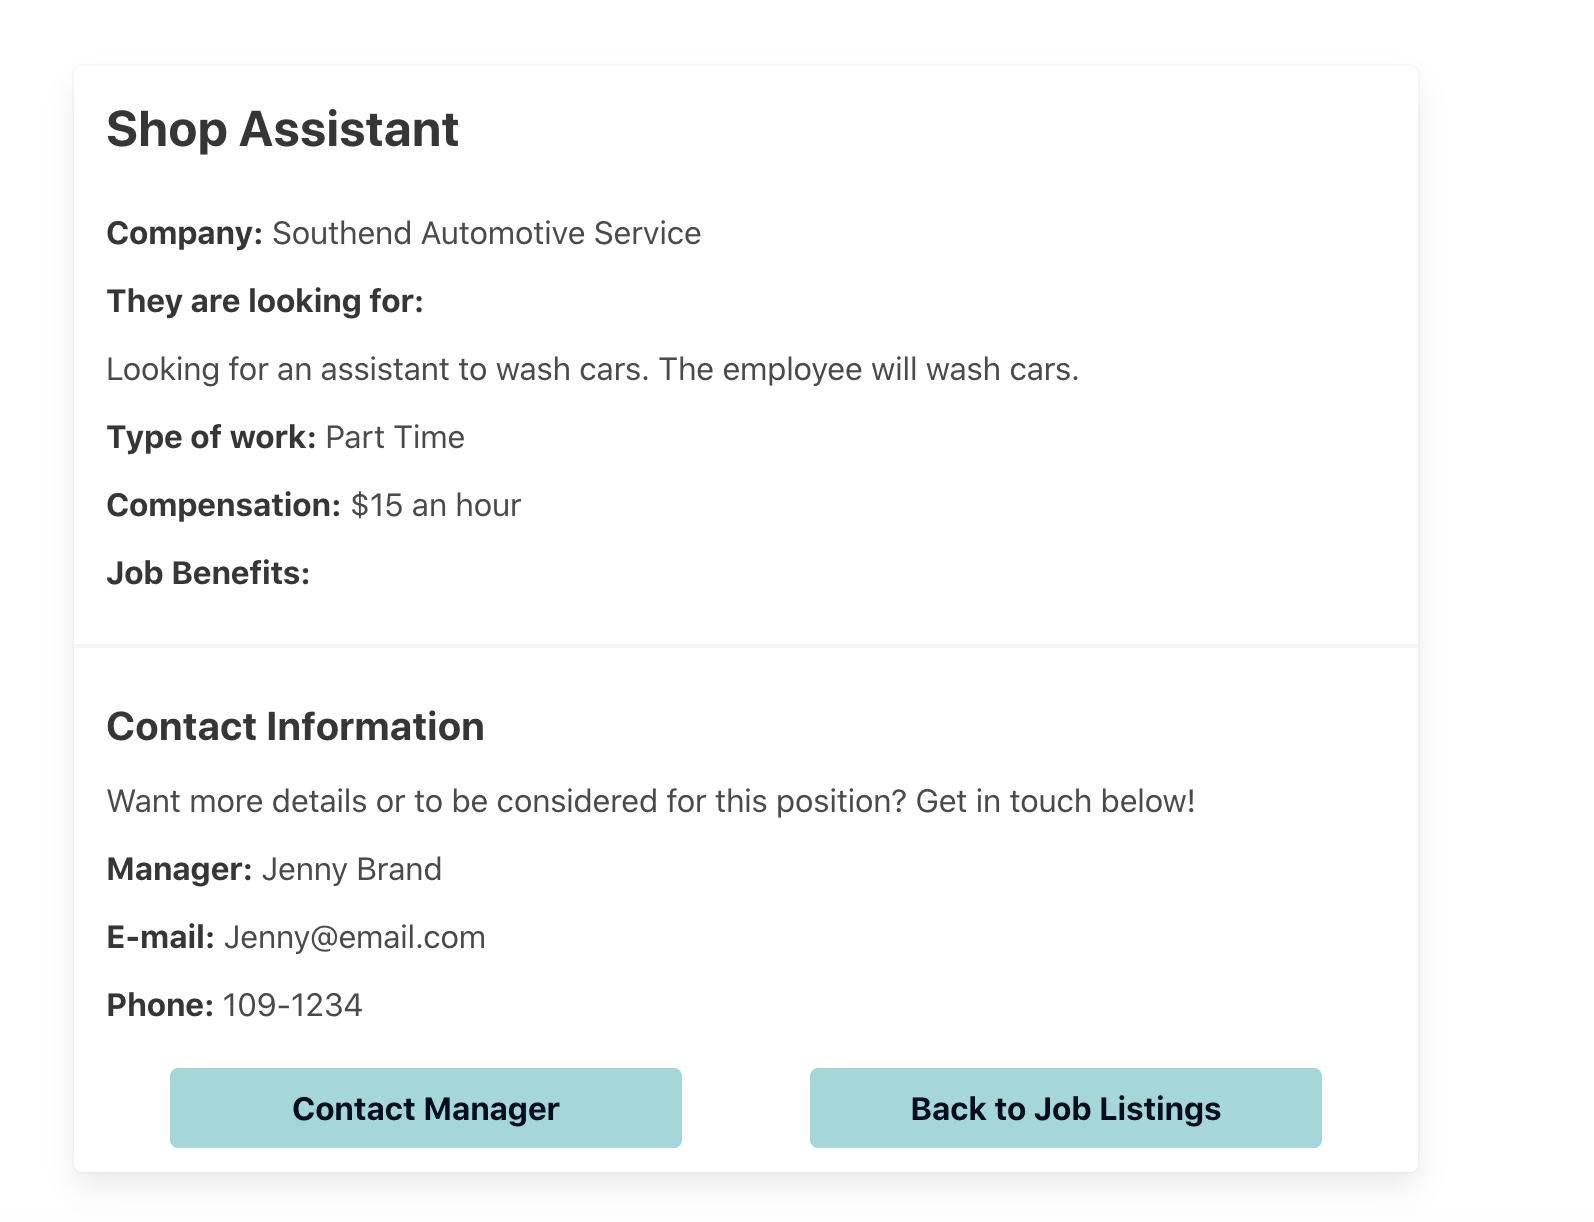 Shop Assistant
Company: Southend Automotive Service
They are looking for:
Looking for an assistant to wash cars. The employee will wash cars.
Type of work: Part Time
Compensation: $15 an hour
Job Benefits:
Contact Information
Want more details or to be considered for this position? Get in touch below!
Manager: Jenny Brand
E-mail: Jenny@email.com
Phone: 109-1234
Contact Manager
Back to Job Listings